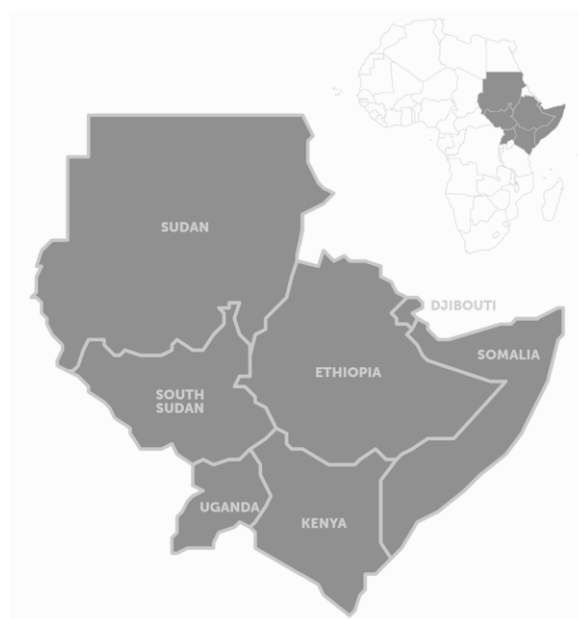 SUDAN
DJIBOUTI
SOMALIA
ETHIOPIA
SOUTH
SUDAN
UGANDA
KENYA